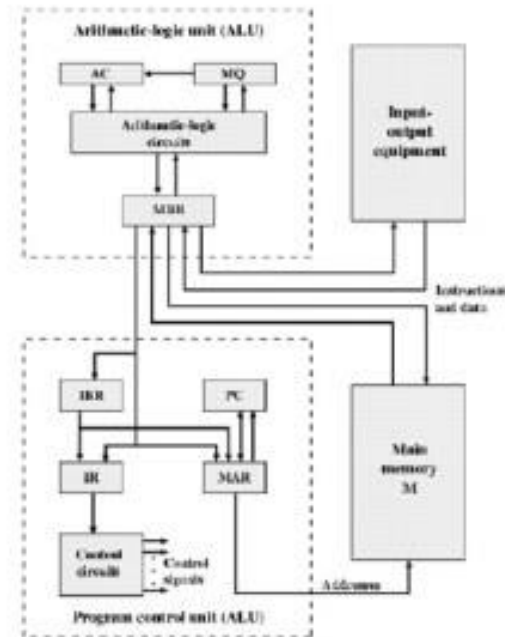 Arithmetic-logic unit (ALU)
AC
MQ
Arithmetic-logic
circuits
Input-
output
equipment
MBR
Instructions
and data
IBR
PC
IR
MAR
Main
memory
M
Control
circuits
Control
signals
Addresses
Program control unit (ALU)